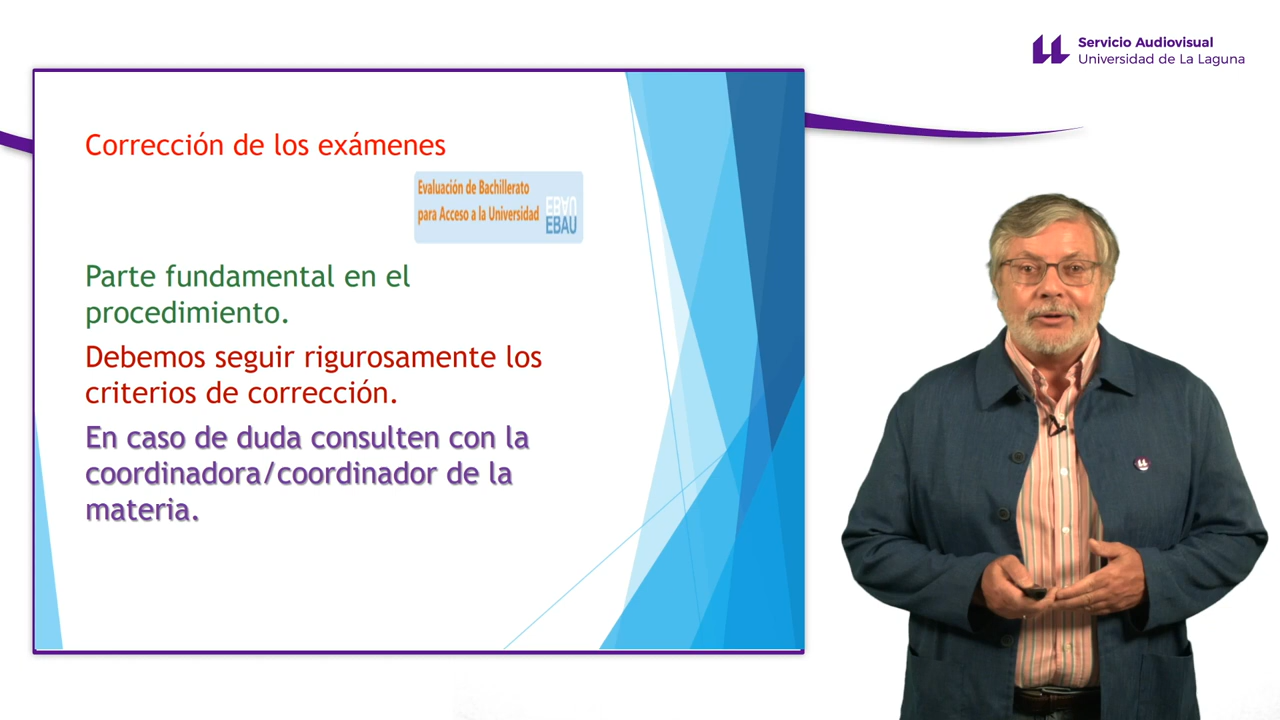 Servicio Audiovisual
Universidad de La Laguna
Corrección de los exámenes
Evaluación de Bachillerato
para Acceso a la Universidad
EBAU
EBAU
Parte fundamental en el
procedimiento.
Debemos seguir rigurosamente los
criterios de corrección.
En caso de duda consulten con la
coordinadora/coordinador de la
materia.